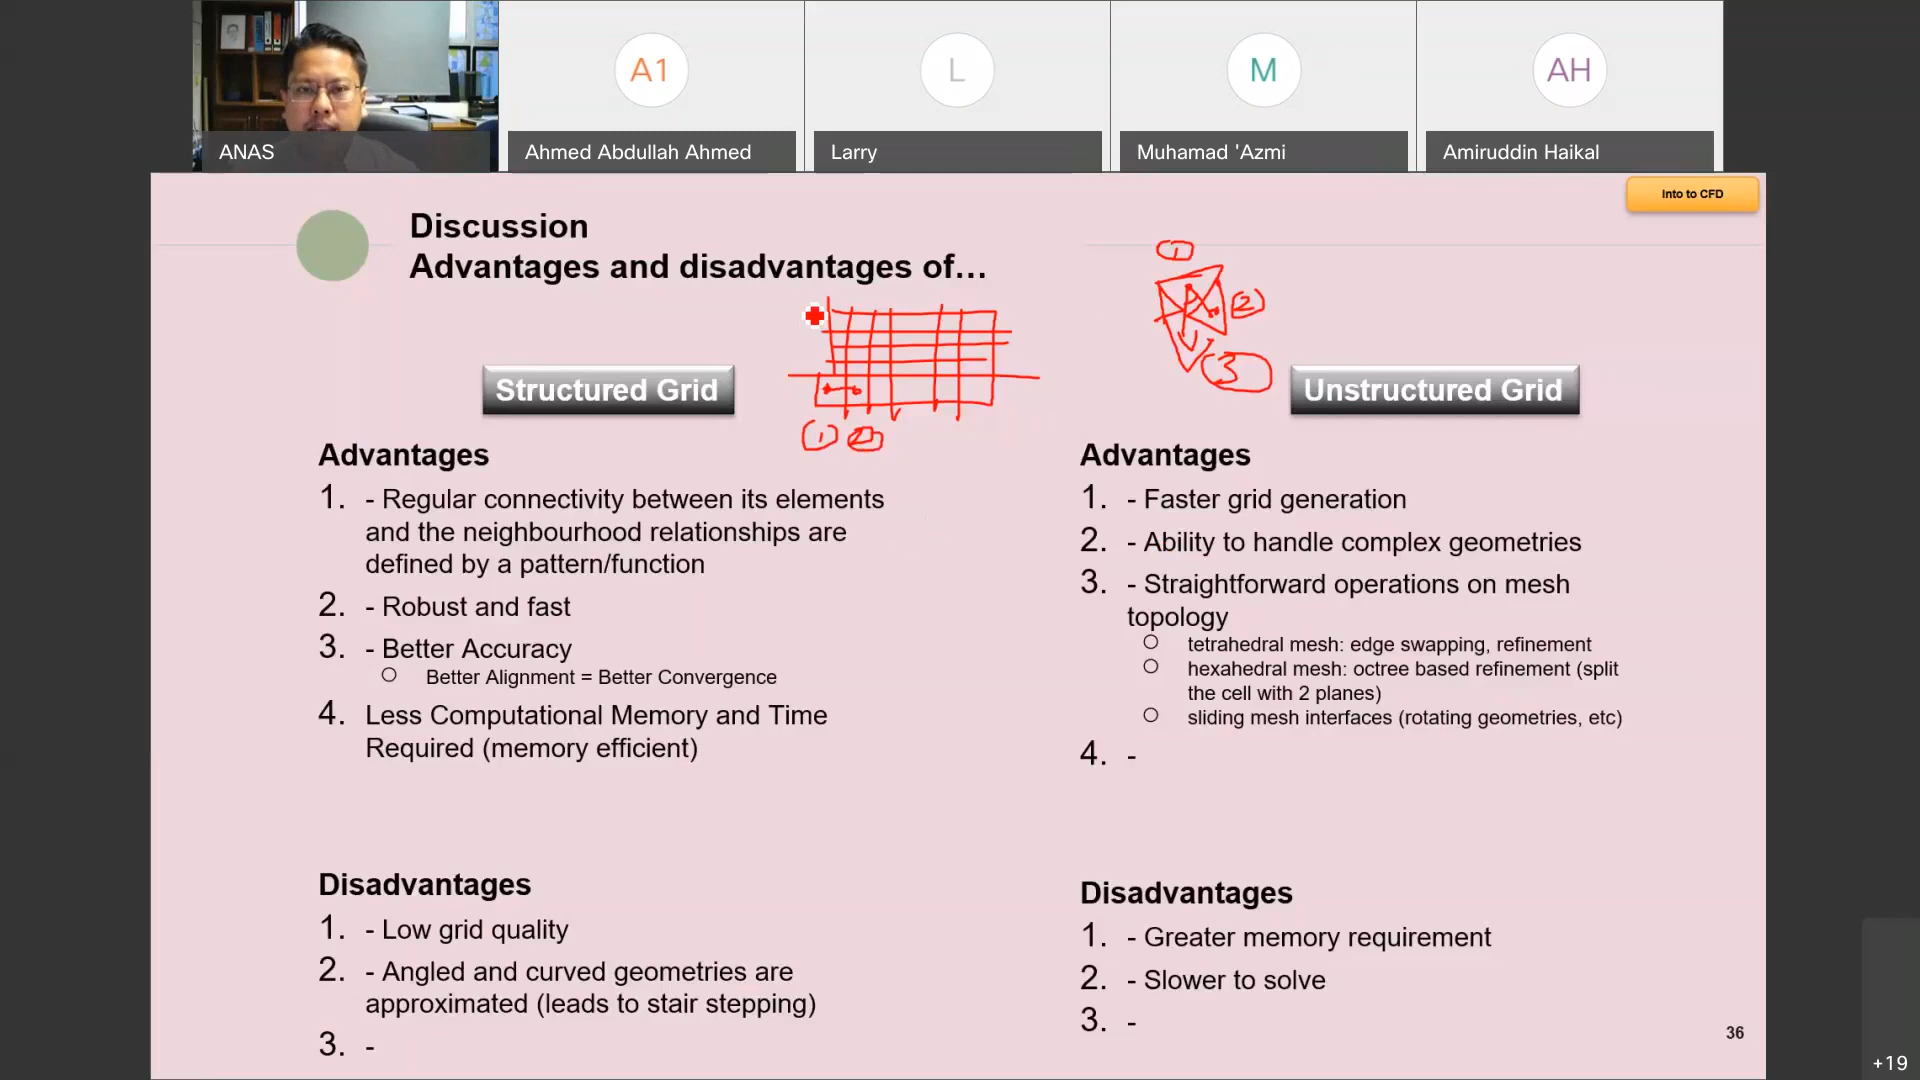 A1
L
M
AH
ANAS
Ahmed Abdullah Ahmed
Larry
Muhamad 'Azmi
Amiruddin Haikal
Into to CFD
Discussion
Advantages and disadvantages of...
1
2
3
1 2
Structured Grid
Advantages
1. - Regular connectivity between its elements
and the neighbourhood relationships are
defined by a pattern/function
2. - Robust and fast
3. - Better Accuracy
Better Alignment = Better Convergence
4. Less Computational Memory and Time
Required (memory efficient)
Disadvantages
1. - Low grid quality
2. - Angled and curved geometries are
approximated (leads to stair stepping)
3. -
Unstructured Grid
Advantages
1. - Faster grid generation
2. - Ability to handle complex geometries
3. - Straightforward operations on mesh
topology
tetrahedral mesh: edge swapping, refinement
hexahedral mesh: octree based refinement (split
the cell with 2 planes)
sliding mesh interfaces (rotating geometries, etc)
4. -
Disadvantages
1. - Greater memory requirement
2. - Slower to solve
3. -
36
+19